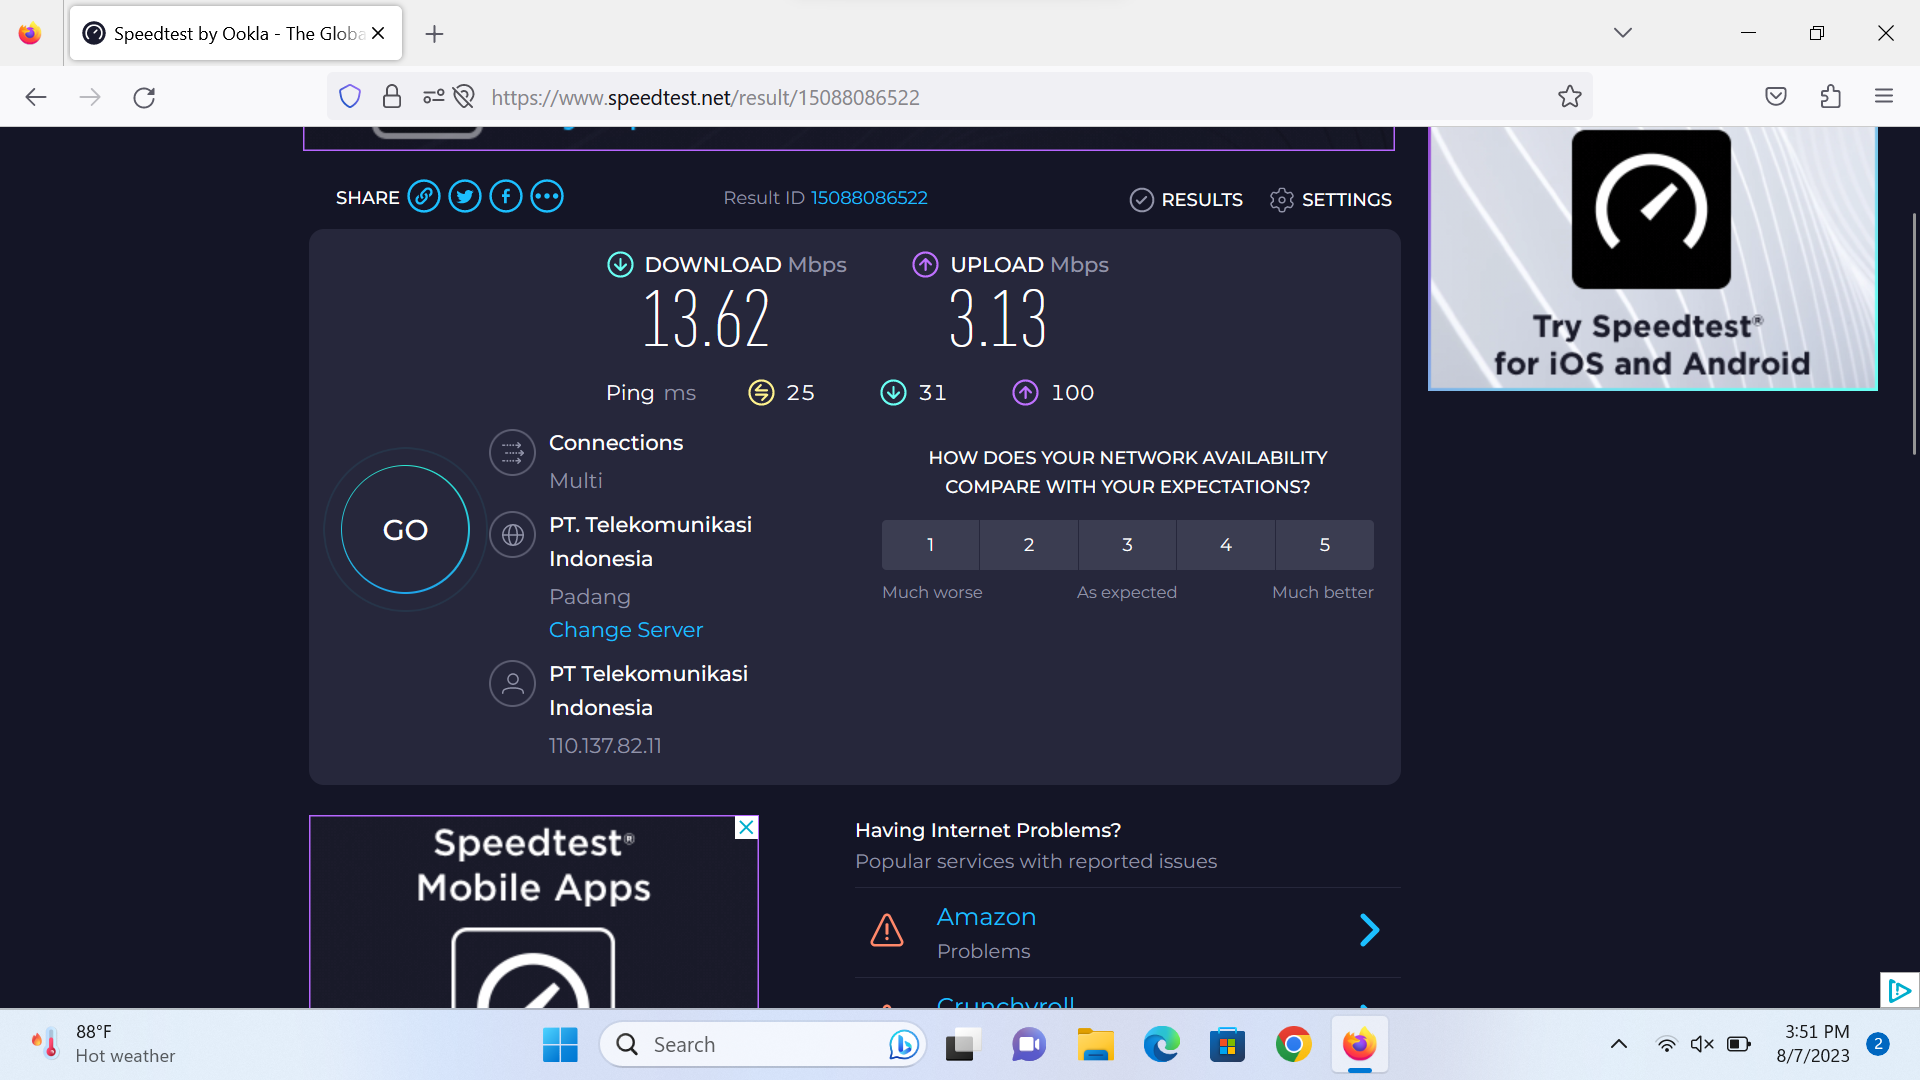 Speedtest by Ookla - The Globa
https://www.speedtest.net/result/15088086522
SHARE
Result ID 15088086522
RESULTS
SETTINGS
DOWNLOAD Mbps
13.62
UPLOAD Mbps
3.13
Ping ms 25 31 100
GO
Connections
Multi
PT. Telekomunikasi
Indonesia
Padang
Change Server
PT Telekomunikasi
Indonesia
110.137.82.11
HOW DOES YOUR NETWORK AVAILABILITY
COMPARE WITH YOUR EXPECTATIONS?
1 2 3 4 5
Much worse As expected Much better
Try Speedtest®
for iOS and Android
Speedtest®
Mobile Apps
Having Internet Problems?
Popular services with reported issues
Amazon
Problems
Crunchyroll
88°F
Hot weather
Search
3:51 PM
8/7/2023
2